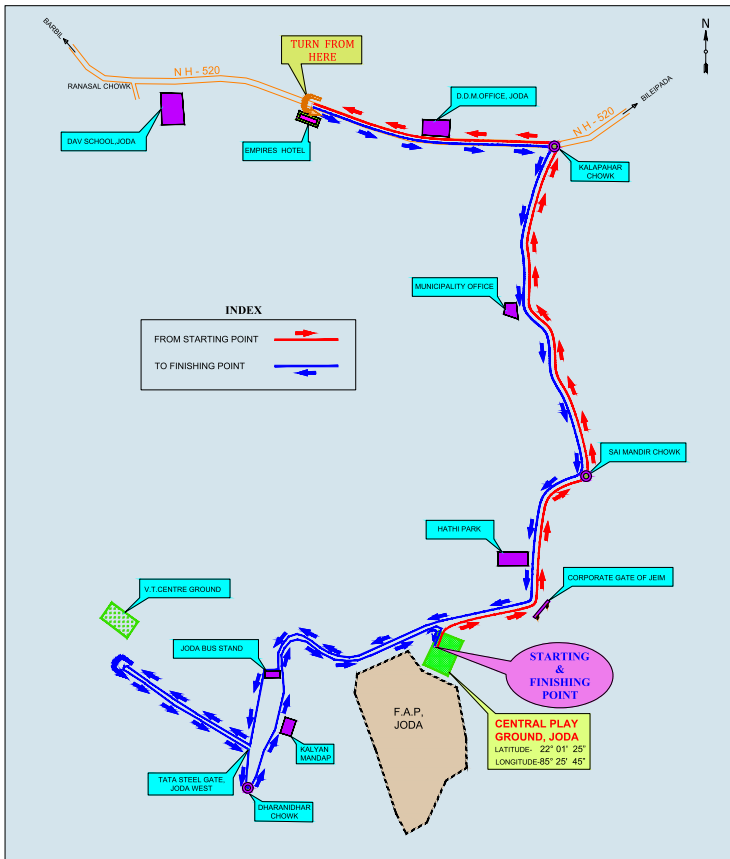 N
BARBIL
TURN FROM
HERE
N H - 520
RANASAL CHOWK
D.D.M.OFFICE, JODA
BILEIPADA
N H - 520
DAV SCHOOL,JODA
EMPIRES HOTEL
KALAPAHAR
CHOWK
MUNICIPALITY OFFICE
INDEX
FROM STARTING POINT
TO FINISHING POINT
SAI MANDIR CHOWK
HATHI PARK
CORPORATE GATE OF JEIM
V.T.CENTRE GROUND
JODA BUS STAND
STARTING
&
FINISHING
POINT
F.A.P,
JODA
CENTRAL PLAY
GROUND, JODA
LATITUDE- 22° 01' 25"
LONGITUDE-85° 25' 45"
KALYAN
MANDAP
TATA STEEL GATE,
JODA WEST
DHARANIDHAR
CHOWK